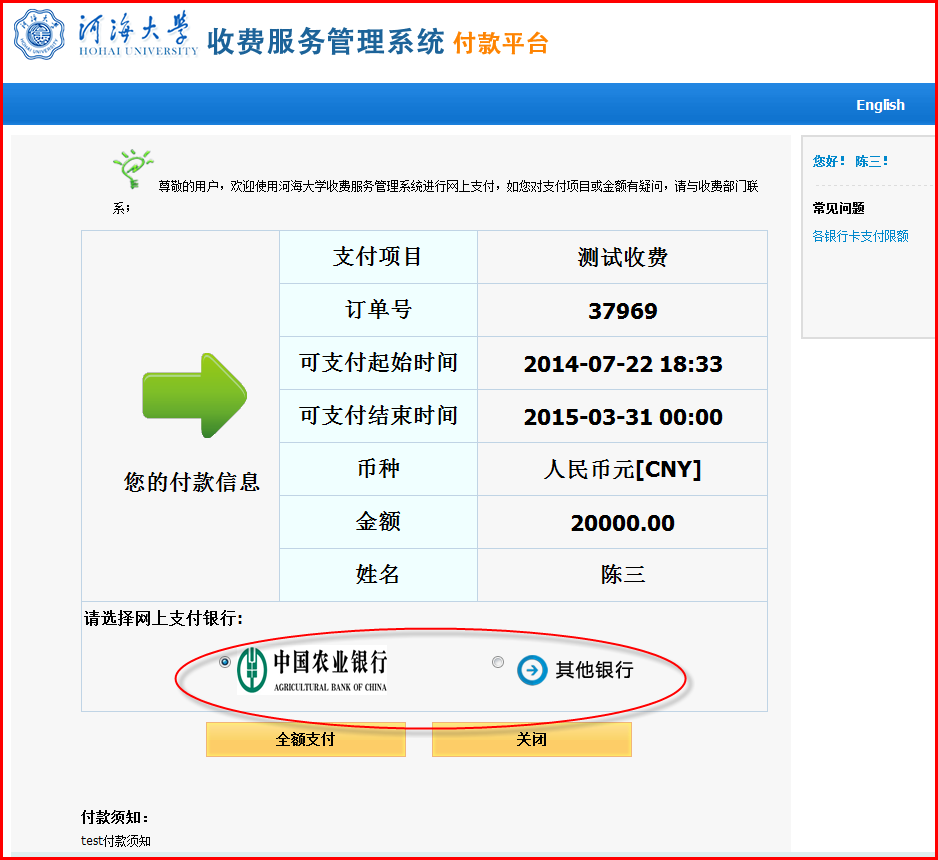 河海大学
HOHAI UNIVERSITY
收费服务管理系统 付款平台
English
尊敬的用户，欢迎使用河海大学收费服务管理系统进行网上支付，如您对支付项目或金额有疑问，请与收费部门联
系；
您好！ 陈三！
常见问题
各银行卡支付限额
支付项目 测试收费
订单号 37969
可支付起始时间 2014-07-22 18:33
可支付结束时间 2015-03-31 00:00
您的付款信息
币种 人民币元[CNY]
金额 20000.00
姓名 陈三
请选择网上支付银行:
中国农业银行
AGRICULTURAL BANK OF CHINA
其他银行
全额支付 关闭
付款须知:
test付款须知